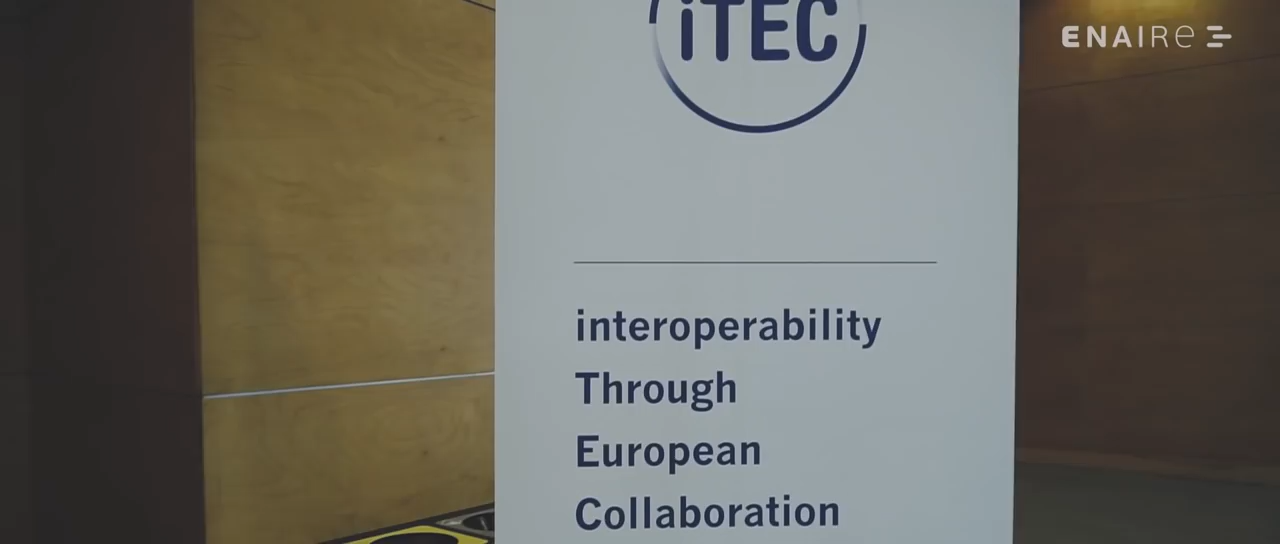 iTEC
ENAIRE
interoperability
Through
European
Collaboration